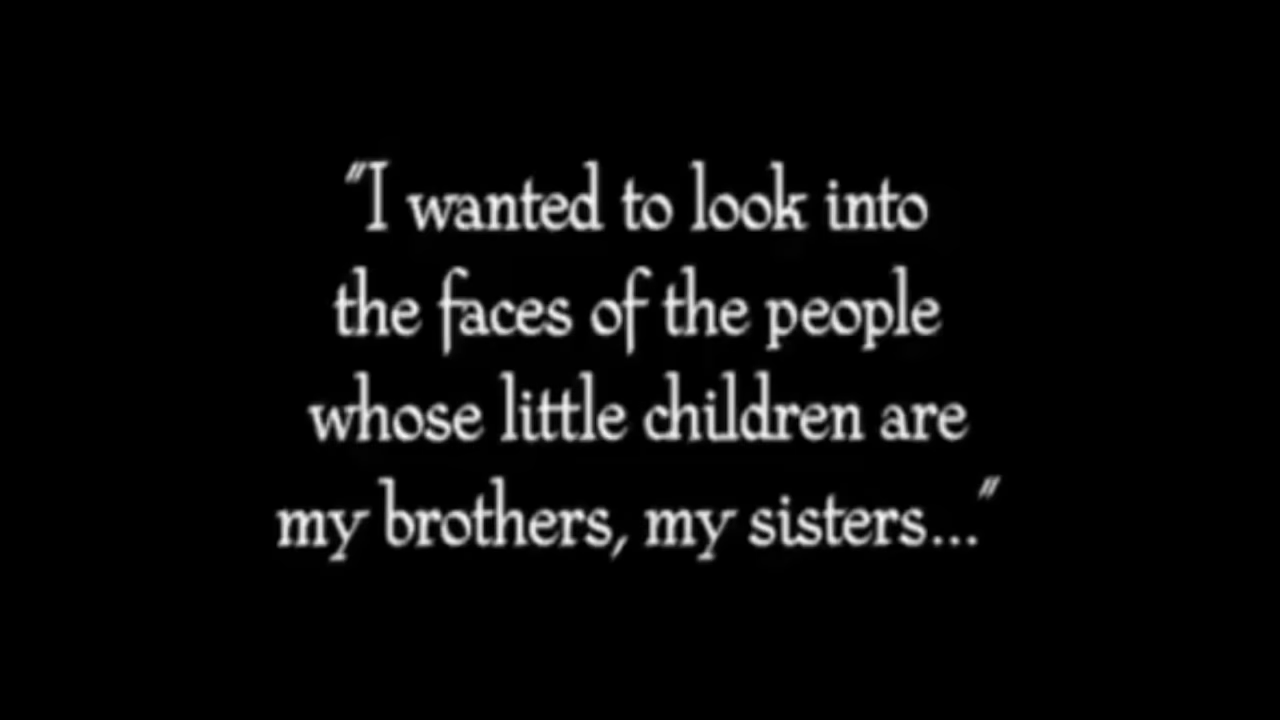 "I wanted to look into
the faces of the people
whose little children are
my brothers, my sisters..."